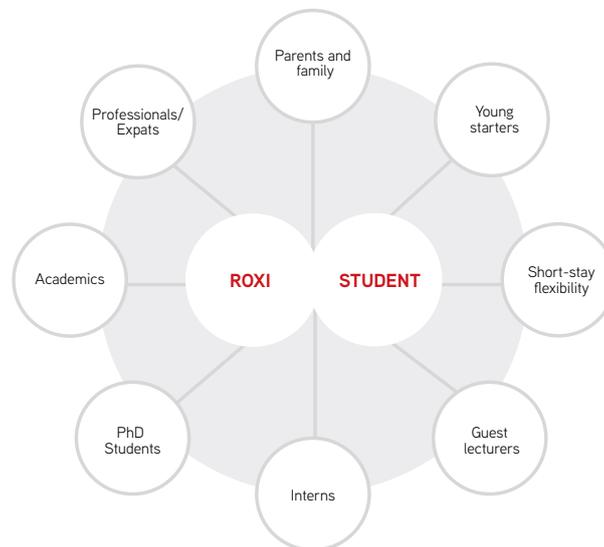 Parents and
family
Professionals/
Expats
Young
starters
Academics
ROXI
STUDENT
Short-stay
flexibility
PhD
Students
Guest
lecturers
Interns